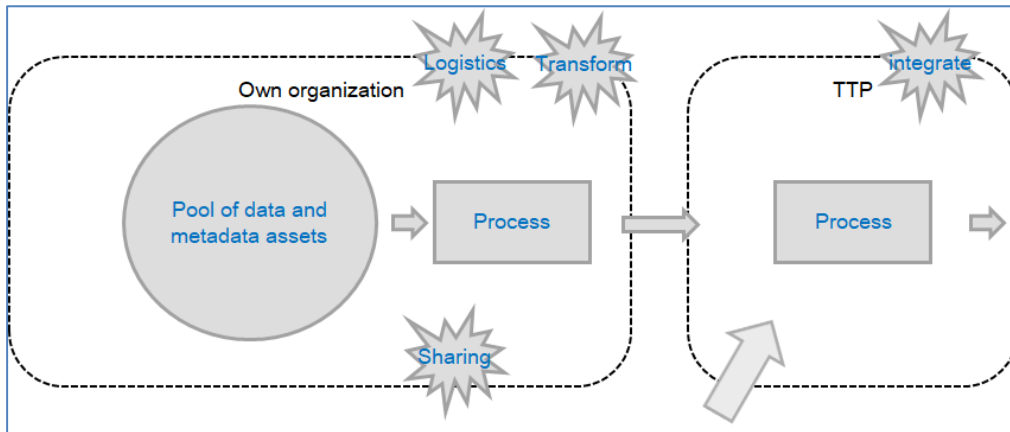 Logistics
Transform
integrate
Own organization
TTP
Pool of data and
metadata assets
Process
Process
Sharing